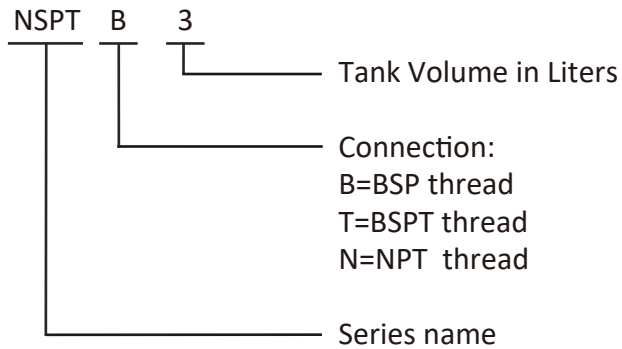 NSPT B 3
Tank Volume in Liters
Connection:
B=BSP thread
T=BSPT thread
N=NPT thread
Series name